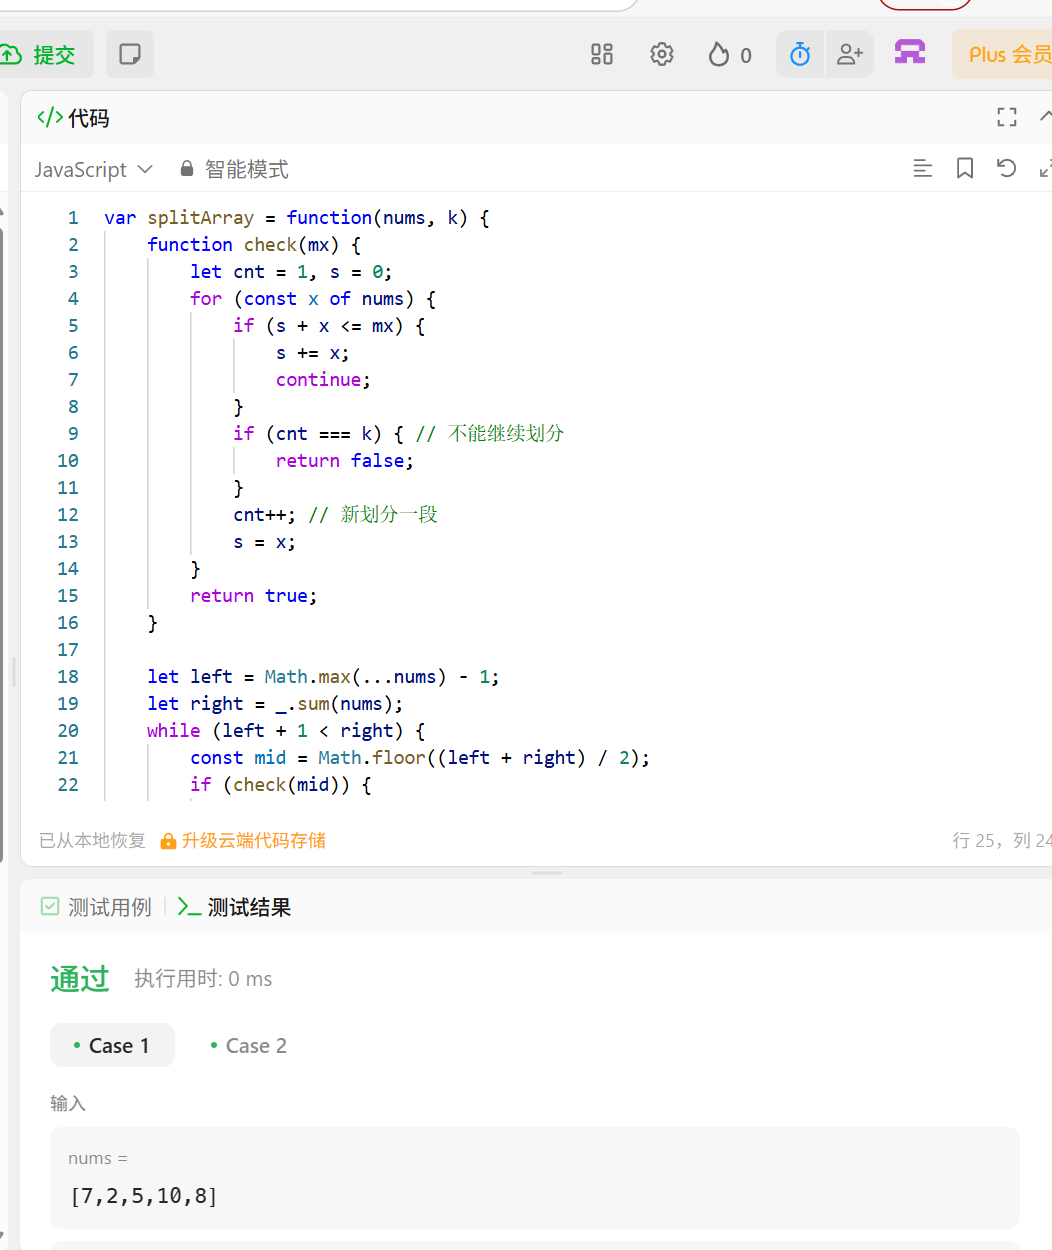 提交
0
Plus 会员
代码
JavaScript
智能模式
1 var splitArray = function(nums, k) {
2     function check(mx) {
3         let cnt = 1, s = 0;
4         for (const x of nums) {
5             if (s + x <= mx) {
6                 s += x;
7                 continue;
8             }
9             if (cnt === k) { // 不能继续划分
10                 return false;
11             }
12             cnt++; // 新划分一段
13             s = x;
14         }
15         return true;
16     }
17
18     let left = Math.max(...nums) - 1;
19     let right = _.sum(nums);
20     while (left + 1 < right) {
21         const mid = Math.floor((left + right) / 2);
22         if (check(mid)) {
已从本地恢复 升级云端代码存储 行 25，列 24
测试用例 测试结果
通过 执行用时: 0 ms
Case 1 Case 2
输入
nums =
[7,2,5,10,8]